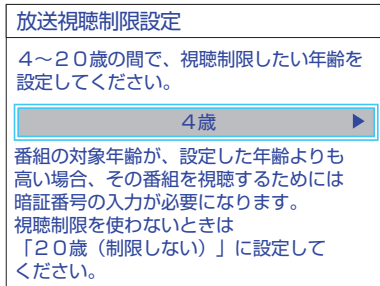 放送視聴制限設定
４～２０歳の間で、視聴制限したい年齢を
設定してください。
４歳
番組の対象年齢が、設定した年齢よりも
高い場合、その番組を視聴するためには
暗証番号の入力が必要になります。
視聴制限を使わないときは
「２０歳（制限しない）」に設定して
ください。